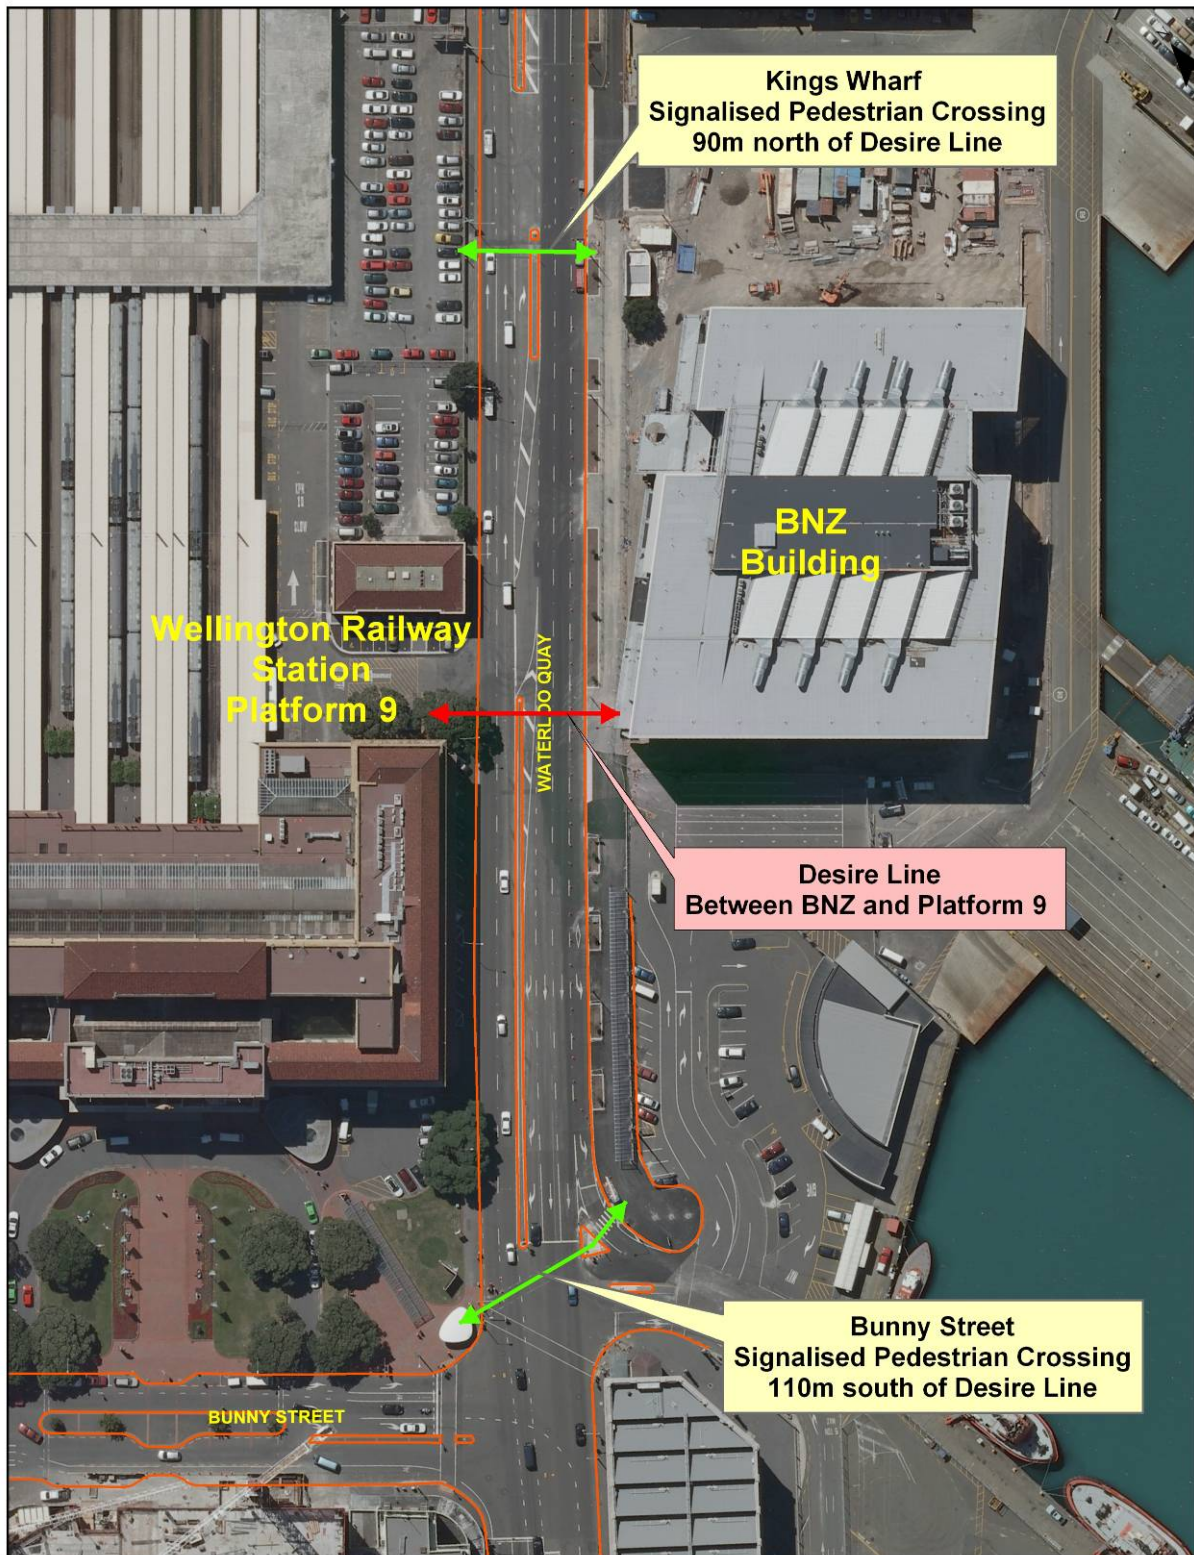 Kings Wharf
Signalised Pedestrian Crossing
90m north of Desire Line
BNZ
Building
Wellington Railway
Station
Platform 9
WATERLOO QUAY
Desire Line
Between BNZ and Platform 9
Bunny Street
Signalised Pedestrian Crossing
110m south of Desire Line
BUNNY STREET